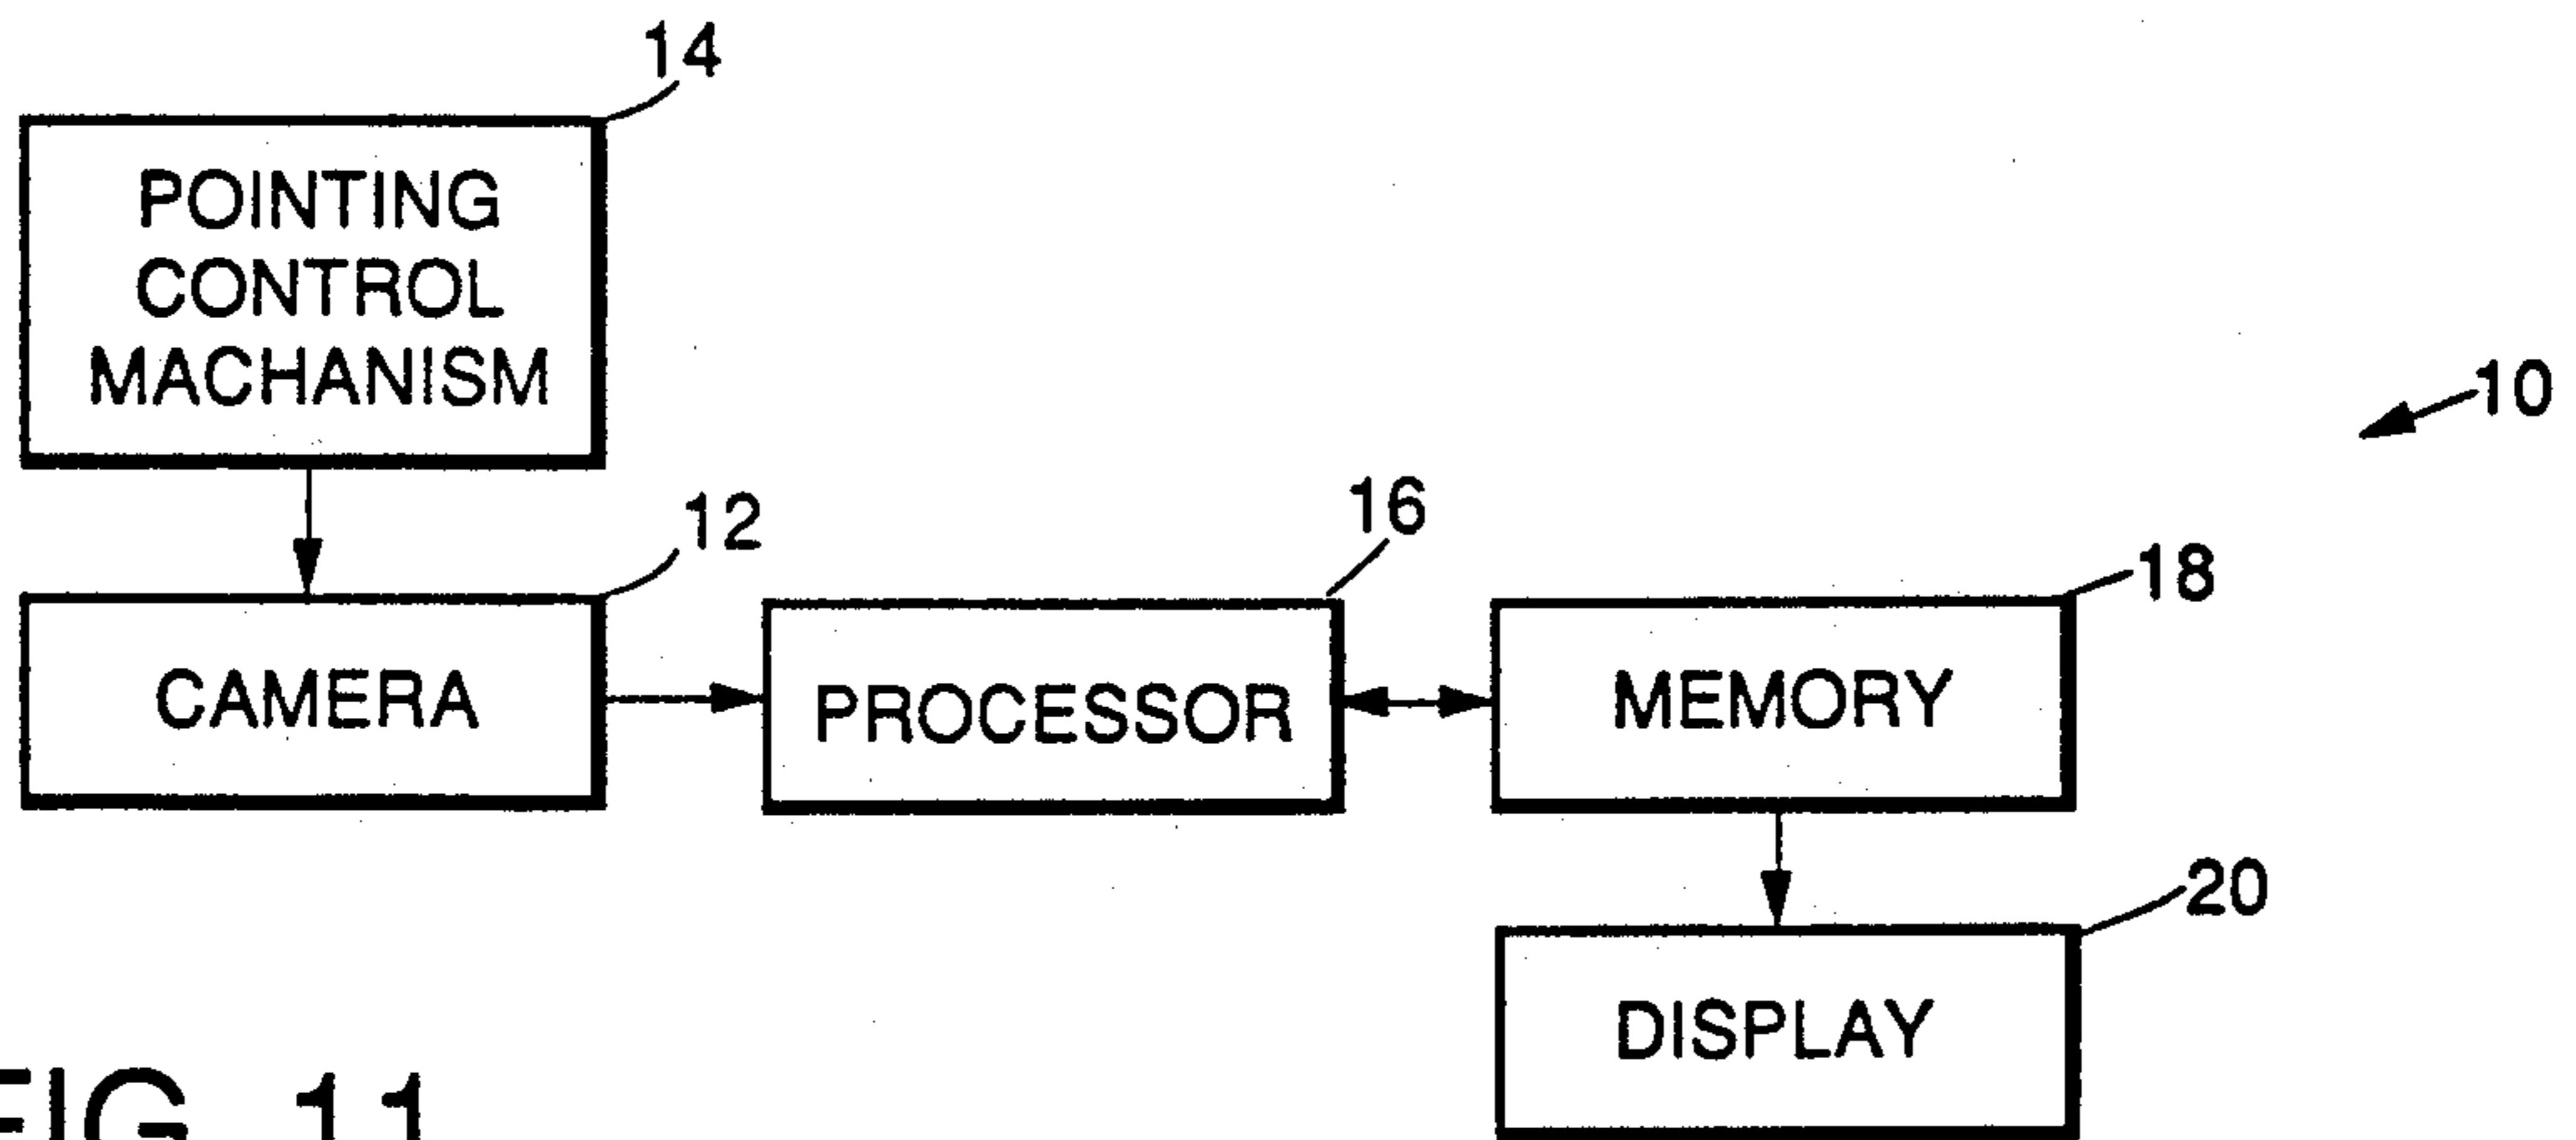 14
POINTING
CONTROL
MACHANISM
10
12
16
18
CAMERA
PROCESSOR
MEMORY
20
DISPLAY
FIG 11